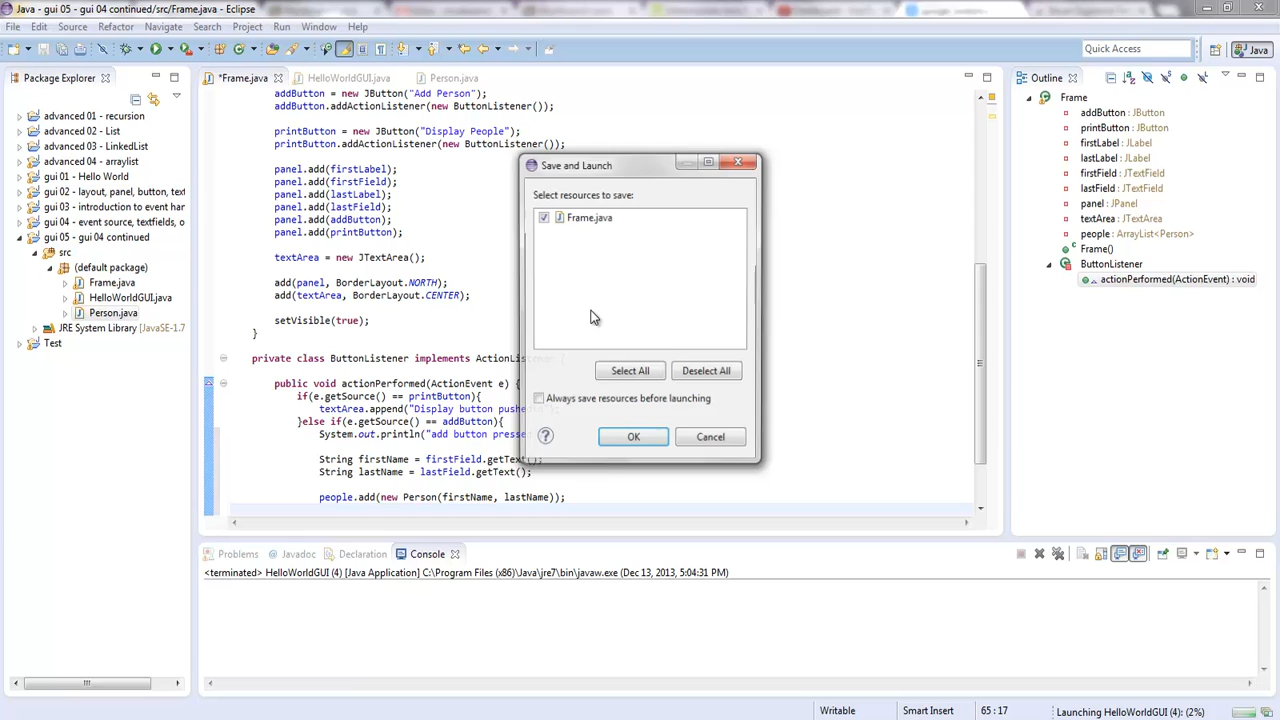 Java - gui 05 - gui 04 continued/src/Frame.java - Eclipse
File Edit Source Refactor Navigate Search Project Run Window Help
Quick Access
Java
Package Explorer
*Frame.java
HelloWorldGUI.java
Person.java
Outline
advanced 01 - recursion
advanced 02 - List
advanced 03 - LinkedList
advanced 04 - arraylist
gui 01 - Hello World
gui 02 - layout, panel, button, text
gui 03 - introduction to event han
gui 04 - event source, textfields, o
gui 05 - gui 04 continued
src
(default package)
Frame.java
HelloWorldGUI.java
Person.java
JRE System Library [JavaSE-1.7
Test
addButton = new JButton("Add Person");
addButton.addActionListener(new ButtonListener());
printButton = new JButton("Display People");
printButton.addActionListener(new ButtonListener());
panel.add(firstLabel);
panel.add(firstField);
panel.add(lastLabel);
panel.add(lastField);
panel.add(addButton);
panel.add(printButton);
textArea = new JTextArea();
add(panel, BorderLayout.NORTH);
add(textArea, BorderLayout.CENTER);
setVisible(true);
}
private class ButtonListener implements ActionListener {
public void actionPerformed(ActionEvent e) {
if(e.getSource() == printButton){
textArea.append("Display button pushed
}else if(e.getSource() == addButton){
System.out.println("add button presse
String firstName = firstField.getText();
String lastName = lastField.getText();
people.add(new Person(firstName, lastName));
Save and Launch
Select resources to save:
Frame.java
Select All
Deselect All
Always save resources before launching
OK
Cancel
Frame
addButton : JButton
printButton : JButton
firstLabel : JLabel
lastLabel : JLabel
firstField : JTextField
lastField : JTextField
panel : JPanel
textArea : JTextArea
people : ArrayList<Person>
Frame()
ButtonListener
actionPerformed(ActionEvent) : void
Problems
Javadoc
Declaration
Console
<terminated> HelloWorldGUI (4) [Java Application] C:\Program Files (x86)\Java\jre7\bin\javaw.exe (Dec 13, 2013, 5:04:31 PM)
Writable
Smart Insert
65 : 17
Launching HelloWorldGUI (4): (2%)